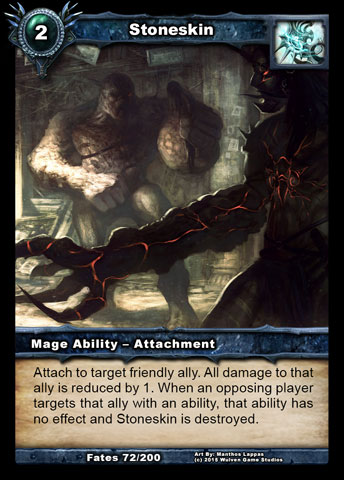 2
Stoneskin
Mage Ability – Attachment
Attach to target friendly ally. All damage to that
ally is reduced by 1. When an opposing player
targets that ally with an ability, that ability has
no effect and Stoneskin is destroyed.
Fates 72/200
Art By: Manthos Lappas
(c) 2015 Wulven Game Studios